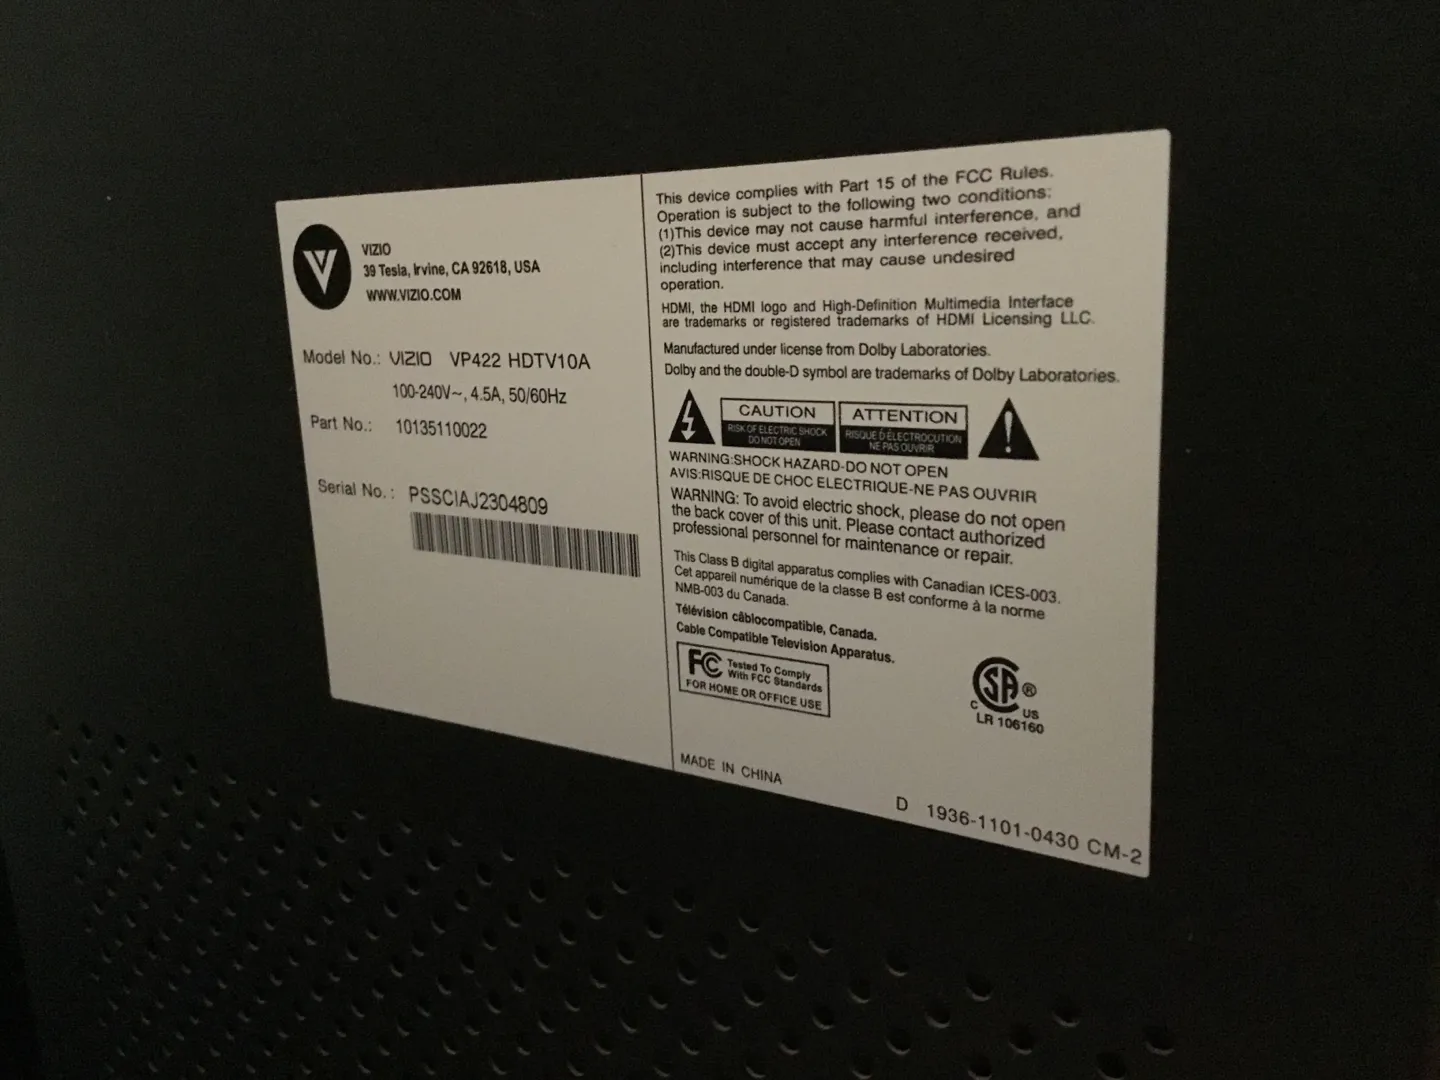 VIZIO
39 Tesla, Irvine, CA 92618, USA
WWW.VIZIO.COM
Model No.: VIZIO VP422 HDTV10A
100-240V~, 4.5A, 50/60Hz
Part No.: 10135110022
Serial No.: PSSCIAJ2304809
This device complies with Part 15 of the FCC Rules.
Operation is subject to the following two conditions:
(1)This device may not cause harmful interference, and
(2)This device must accept any interference received,
including interference that may cause undesired
operation.
HDMI, the HDMI logo and High-Definition Multimedia Interface
are trademarks or registered trademarks of HDMI Licensing LLC.
Manufactured under license from Dolby Laboratories.
Dolby and the double-D symbol are trademarks of Dolby Laboratories.
CAUTION
RISK OF ELECTRIC SHOCK
DO NOT OPEN
ATTENTION
RISQUE D'ÉLECTROCUTION
NE PAS OUVRIR
WARNING:SHOCK HAZARD-DO NOT OPEN
AVIS:RISQUE DE CHOC ELECTRIQUE-NE PAS OUVRIR
WARNING: To avoid electric shock, please do not open
the back cover of this unit. Please contact authorized
professional personnel for maintenance or repair.
This Class B digital apparatus complies with Canadian ICES-003.
Cet appareil numérique de la classe B est conforme à la norme
NMB-003 du Canada.
Télévision câblocompatible, Canada.
Cable Compatible Television Apparatus.
FC Tested To Comply
With FCC Standards
FOR HOME OR OFFICE USE
SA ®
C US
LR 106160
MADE IN CHINA
D 1936-1101-0430 CM-2